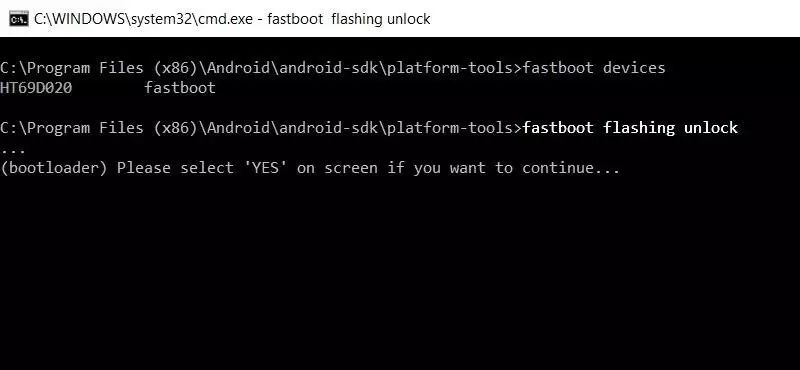 C:\WINDOWS\system32\cmd.exe - fastboot  flashing unlock
C:\Program Files (x86)\Android\android-sdk\platform-tools>fastboot devices
HT69D020        fastboot
C:\Program Files (x86)\Android\android-sdk\platform-tools>fastboot flashing unlock
...
(bootloader) Please select 'YES' on screen if you want to continue...